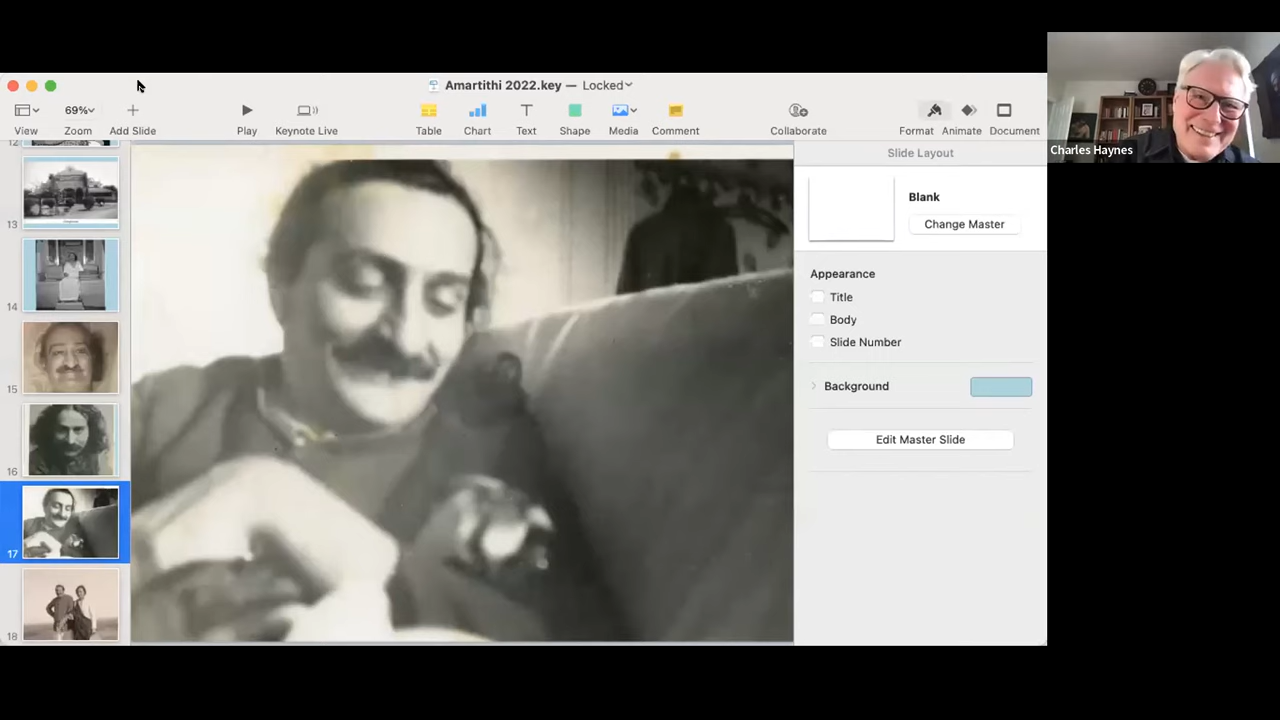 Amartithi 2022.key — Locked
69%
View Zoom Add Slide Play Keynote Live Table Chart Text Shape Media Comment Collaborate Format Animate Document
12
13
14
15
16
17
18
Slide Layout
Blank
Change Master
Appearance
Title
Body
Slide Number
Background
Edit Master Slide
Charles Haynes